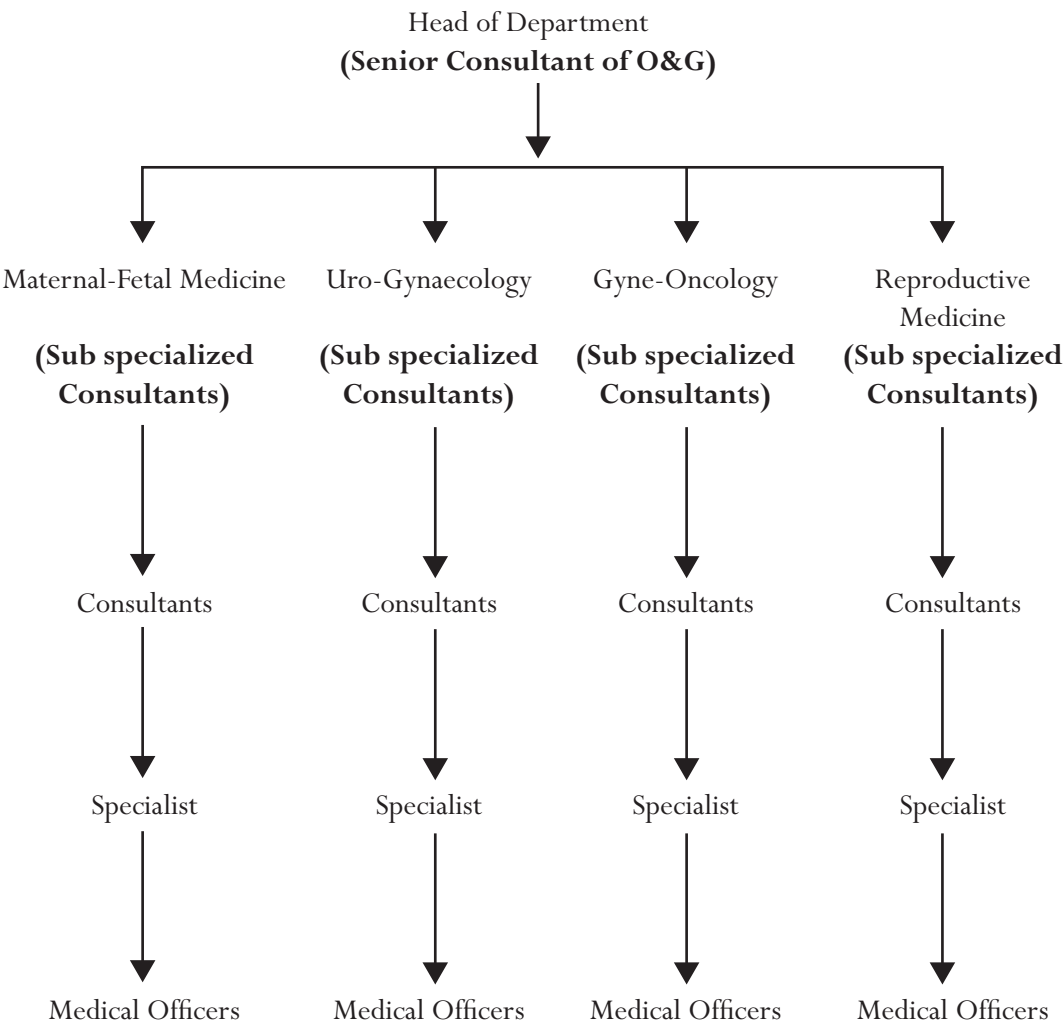 Head of Department
(Senior Consultant of O&G)
Maternal-Fetal Medicine
(Sub specialized
Consultants)
Uro-Gynaecology
(Sub specialized
Consultants)
Gyne-Oncology
(Sub specialized
Consultants)
Reproductive
Medicine
(Sub specialized
Consultants)
Consultants
Consultants
Consultants
Consultants
Specialist
Specialist
Specialist
Specialist
Medical Officers
Medical Officers
Medical Officers
Medical Officers